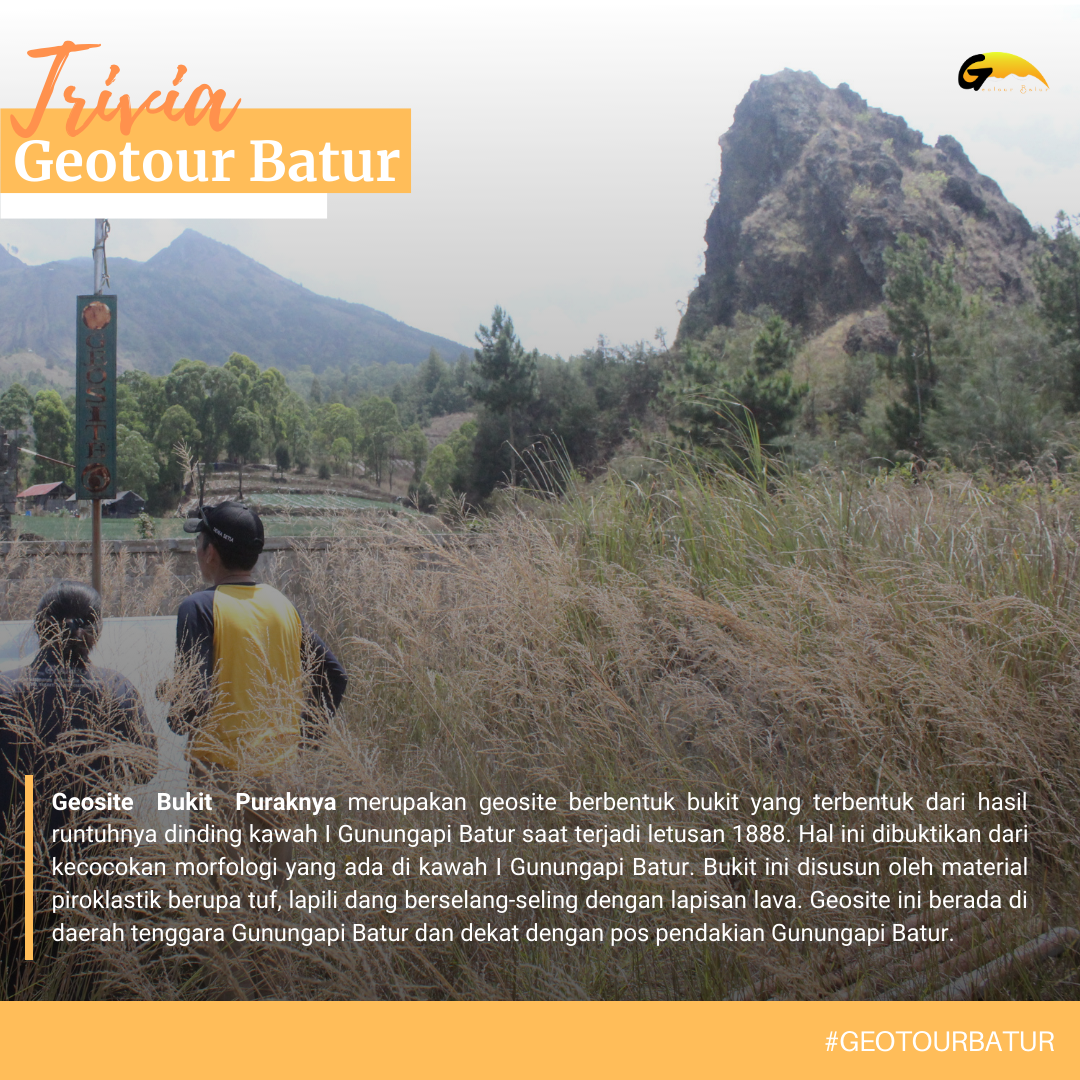 Trivia
Geotour Batur
Geotour Batur
GEOSITE
Geosite Bukit Puraknya merupakan geosite berbentuk bukit yang terbentuk dari hasil
runtuhnya dinding kawah I Gunungapi Batur saat terjadi letusan 1888. Hal ini dibuktikan dari
kecocokan morfologi yang ada di kawah I Gunungapi Batur. Bukit ini disusun oleh material
piroklastik berupa tuf, lapili dang berselang-seling dengan lapisan lava. Geosite ini berada di
daerah tenggara Gunungapi Batur dan dekat dengan pos pendakian Gunungapi Batur.
#GEOTOURBATUR